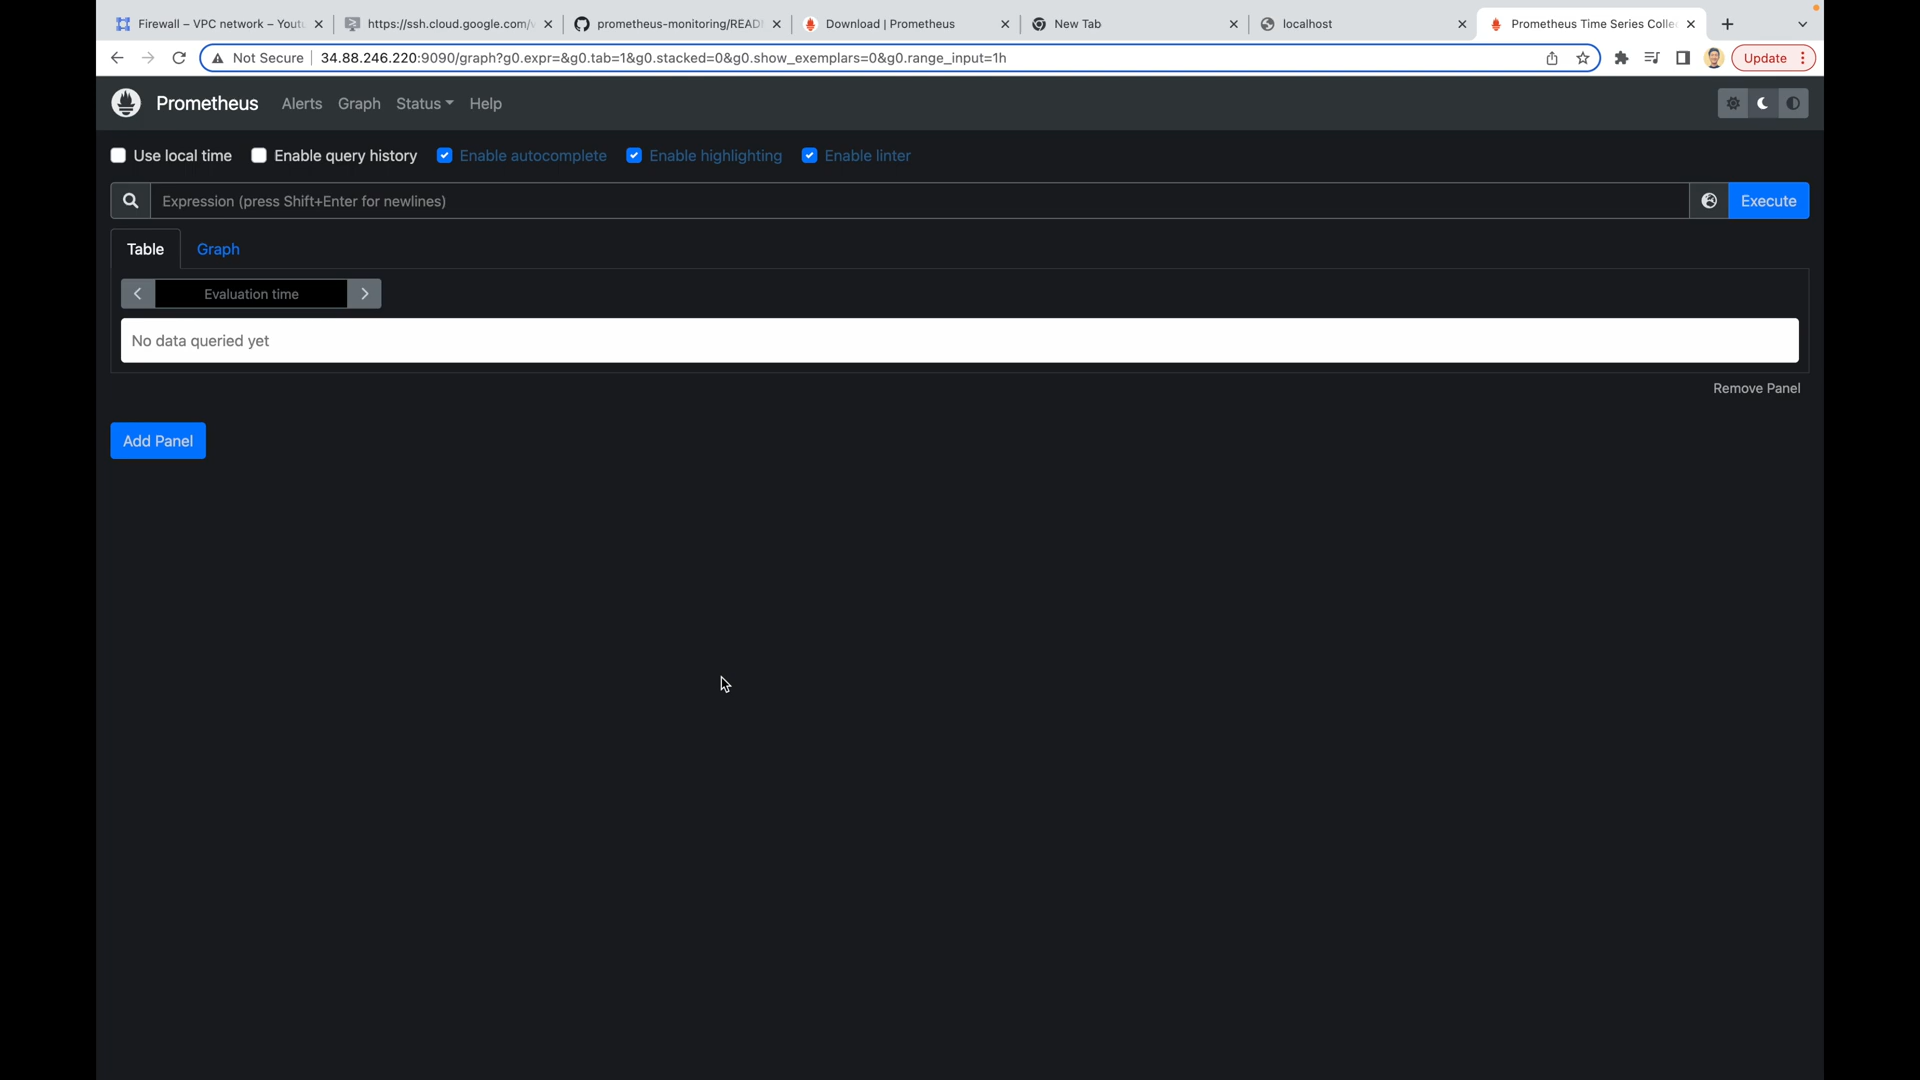 Firewall – VPC network – Yout
https://ssh.cloud.google.com/v
prometheus-monitoring/READ
Download | Prometheus
New Tab
localhost
Prometheus Time Series Colle
Not Secure
34.88.246.220:9090/graph?g0.expr=&g0.tab=1&g0.stacked=0&g0.show_exemplars=0&g0.range_input=1h
Update
Prometheus
Alerts
Graph
Status
Help
Use local time
Enable query history
Enable autocomplete
Enable highlighting
Enable linter
Expression (press Shift+Enter for newlines)
Execute
Table
Graph
Evaluation time
No data queried yet
Remove Panel
Add Panel